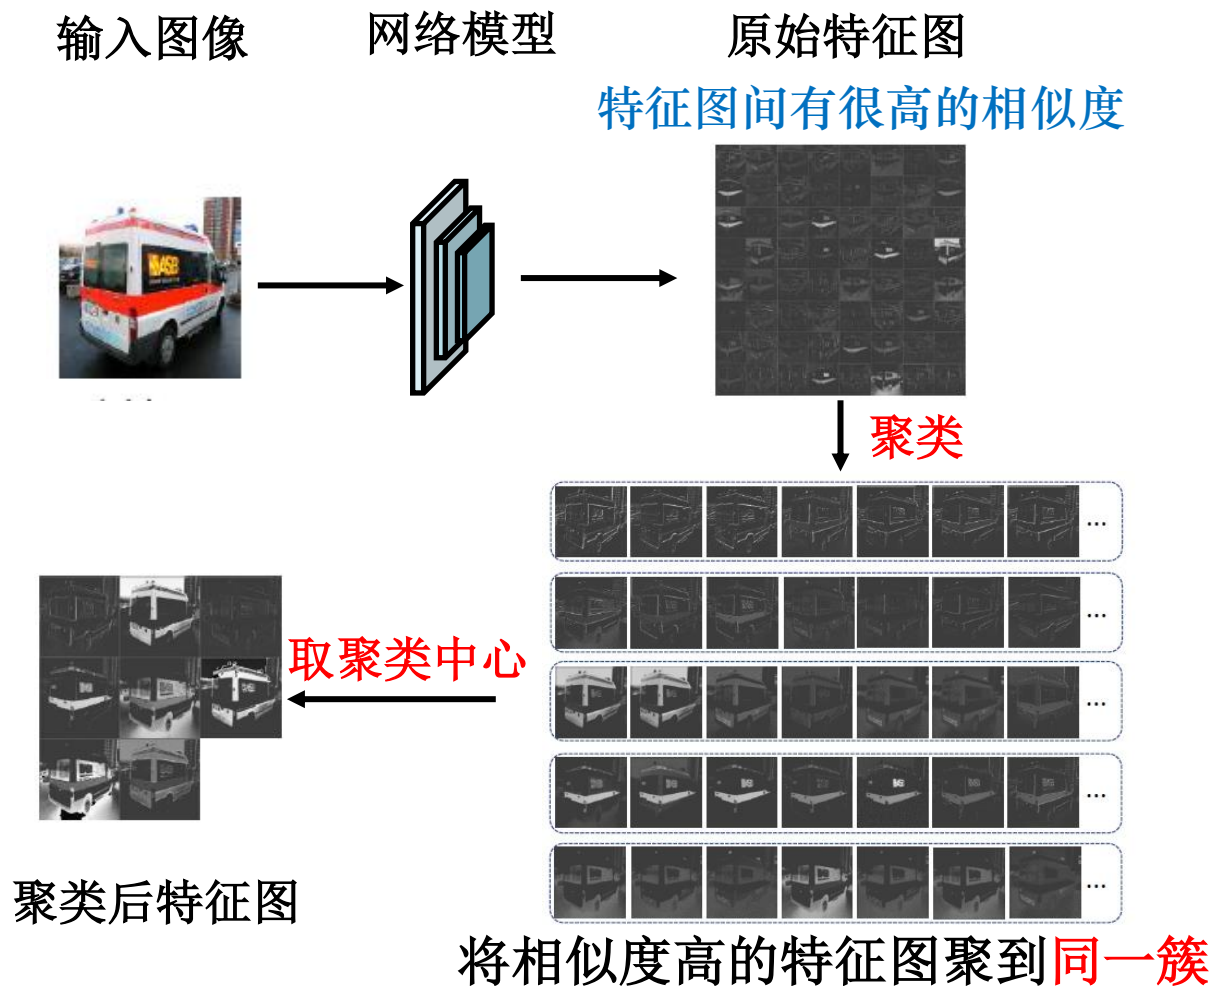 输入图像
网络模型
原始特征图
特征图间有很高的相似度
聚类
...
...
取聚类中心
...
...
...
聚类后特征图
将相似度高的特征图聚到同一簇